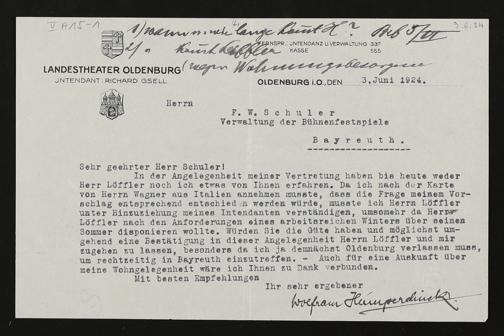 V A 15-1
3.6.24
FERNSPR.: INTENDANZ U. VERWALTUNG 337
KASSE 555
LANDESTHEATER OLDENBURG
(wegen Wohnungsbesorgung
INTENDANT: RICHARD GSELL
OLDENBURG i.O., DEN 3. Juni 1924.
Herrn
F. W. Schuler
Verwaltung der Bühnenfestspiele
Bayreuth.
Sehr geehrter Herr Schuler!
In der Angelegenheit meiner Vertretung haben bis heute weder
Herr Löffler noch ich etwas von Ihnen erfahren. Da ich nach der Karte
von Herrn Wagner aus Italien annehmen musste, dass die Frage meinem Vor-
schlag entsprechend entschieden werden würde, musste ich Herrn Löffler
unter Hinzuziehung meines Intendanten verständigen, umsomehr da Herr
Löffler nach den Anforderungen eines arbeitsreichen Winters über seinen
Sommer disponieren wollte. Würden Sie die Güte haben und möglichst um-
gehend eine Bestätigung in dieser Angelegenheit Herrn Löffler und mir
zugehen zu lassen, besonders da ich ja demnächst Oldenburg verlassen muss,
um rechtzeitig in Bayreuth einzutreffen. - Auch für eine Auskunft über
meine Wohngelegenheit wäre ich Ihnen zu Dank verbunden.
Mit besten Empfehlungen
Ihr sehr ergebener
Wolfram Humperdinck